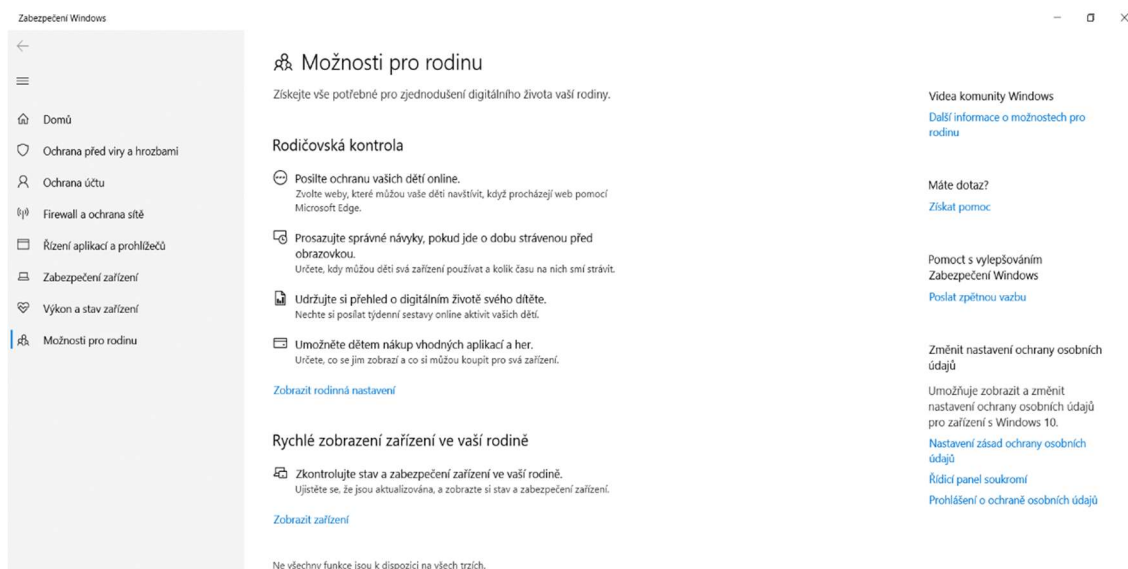 Zabezpečení Windows
Domů
Ochrana před viry a hrozbami
Ochrana účtu
Firewall a ochrana sítě
Řízení aplikací a prohlížečů
Zabezpečení zařízení
Výkon a stav zařízení
Možnosti pro rodinu
Možnosti pro rodinu
Získejte vše potřebné pro zjednodušení digitálního života vaší rodiny.
Rodičovská kontrola
Posilte ochranu vašich dětí online.
Zvolte weby, které můžou vaše děti navštívit, když procházejí web pomocí
Microsoft Edge.
Prosazujte správné návyky, pokud jde o dobu strávenou před
obrazovkou.
Určete, kdy můžou děti svá zařízení používat a kolik času na nich smí strávit.
Udržujte si přehled o digitálním životě svého dítěte.
Nechte si posílat týdenní sestavy online aktivit vašich dětí.
Umožněte dětem nákup vhodných aplikací a her.
Určete, co se jim zobrazí a co si můžou koupit pro svá zařízení.
Zobrazit rodinná nastavení
Rychlé zobrazení zařízení ve vaší rodině
Zkontrolujte stav a zabezpečení zařízení ve vaší rodině.
Ujistěte se, že jsou aktualizována, a zobrazte si stav a zabezpečení zařízení.
Zobrazit zařízení
Ne všechny funkce jsou k dispozici na všech trzích.
Videa komunity Windows
Další informace o možnostech pro
rodinu
Máte dotaz?
Získat pomoc
Pomoct s vylepšováním
Zabezpečení Windows
Poslat zpětnou vazbu
Změnit nastavení ochrany osobních
údajů
Umožňuje zobrazit a změnit
nastavení ochrany osobních údajů
pro zařízení s Windows 10.
Nastavení zásad ochrany osobních
údajů
Řídicí panel soukromí
Prohlášení o ochraně osobních údajů